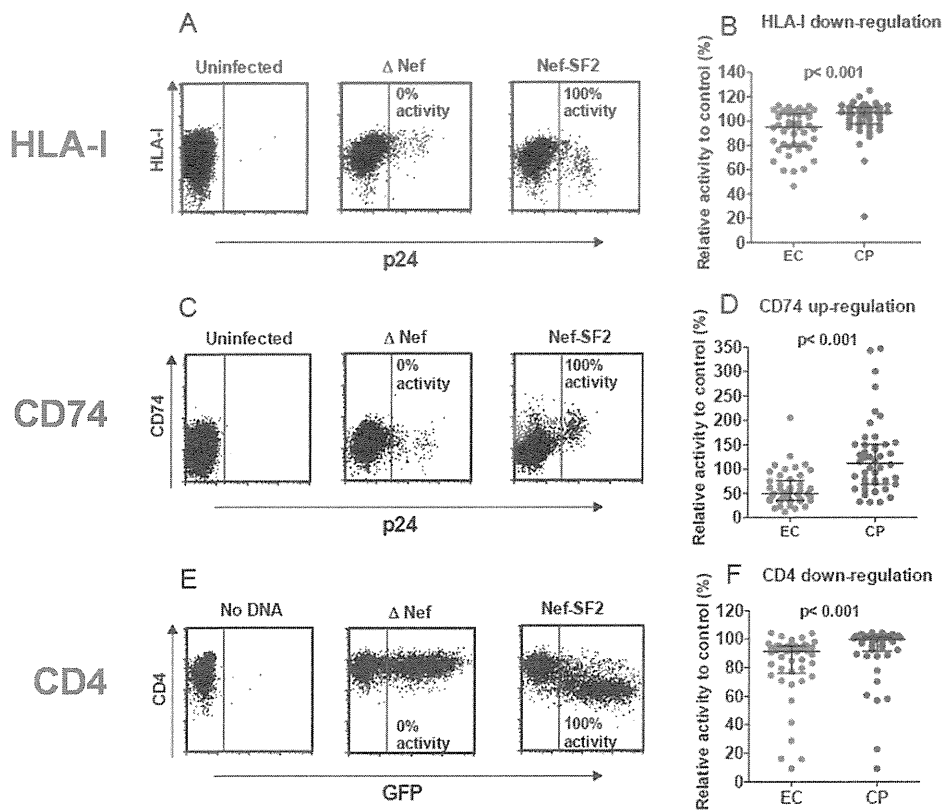 A
Uninfected
Δ Nef
Nef-SF2
0%
activity
100%
activity
HLA-I
HLA-I
p24
B
HLA-I down-regulation
p< 0.001
Relative activity to control (%)
140
120
100
80
60
40
20
0
EC
CP
C
Uninfected
Δ Nef
Nef-SF2
0%
activity
100%
activity
CD74
CD74
p24
D
CD74 up-regulation
p< 0.001
Relative activity to control (%)
350
300
250
200
150
100
50
0
EC
CP
E
No DNA
Δ Nef
Nef-SF2
0%
activity
100%
activity
CD4
CD4
GFP
F
CD4 down-regulation
p< 0.001
Relative activity to control (%)
120
100
80
60
40
20
0
EC
CP